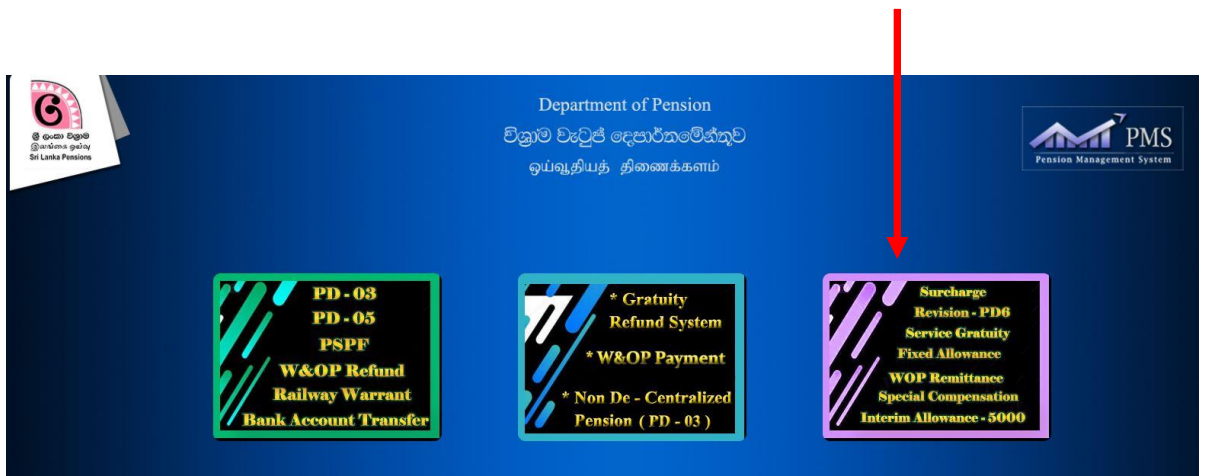 ශ්‍රී ලංකා විශ්‍රාම
இலங்கை ஓய்வு
Sri Lanka Pensions
Department of Pension
විශ්‍රාම වැටුප් දෙපාර්තමේන්තුව
ஒய்வூதியத் திணைக்களம்
PMS
Pension Management System
PD - 03
PD - 05
PSPF
W&OP Refund
Railway Warrant
Bank Account Transfer
* Gratuity
Refund System
* W&OP Payment
* Non De - Centralized
Pension ( PD - 03 )
Surcharge
Revision - PD6
Service Gratuity
Fixed Allowance
WOP Remittance
Special Compensation
Interim Allowance - 5000